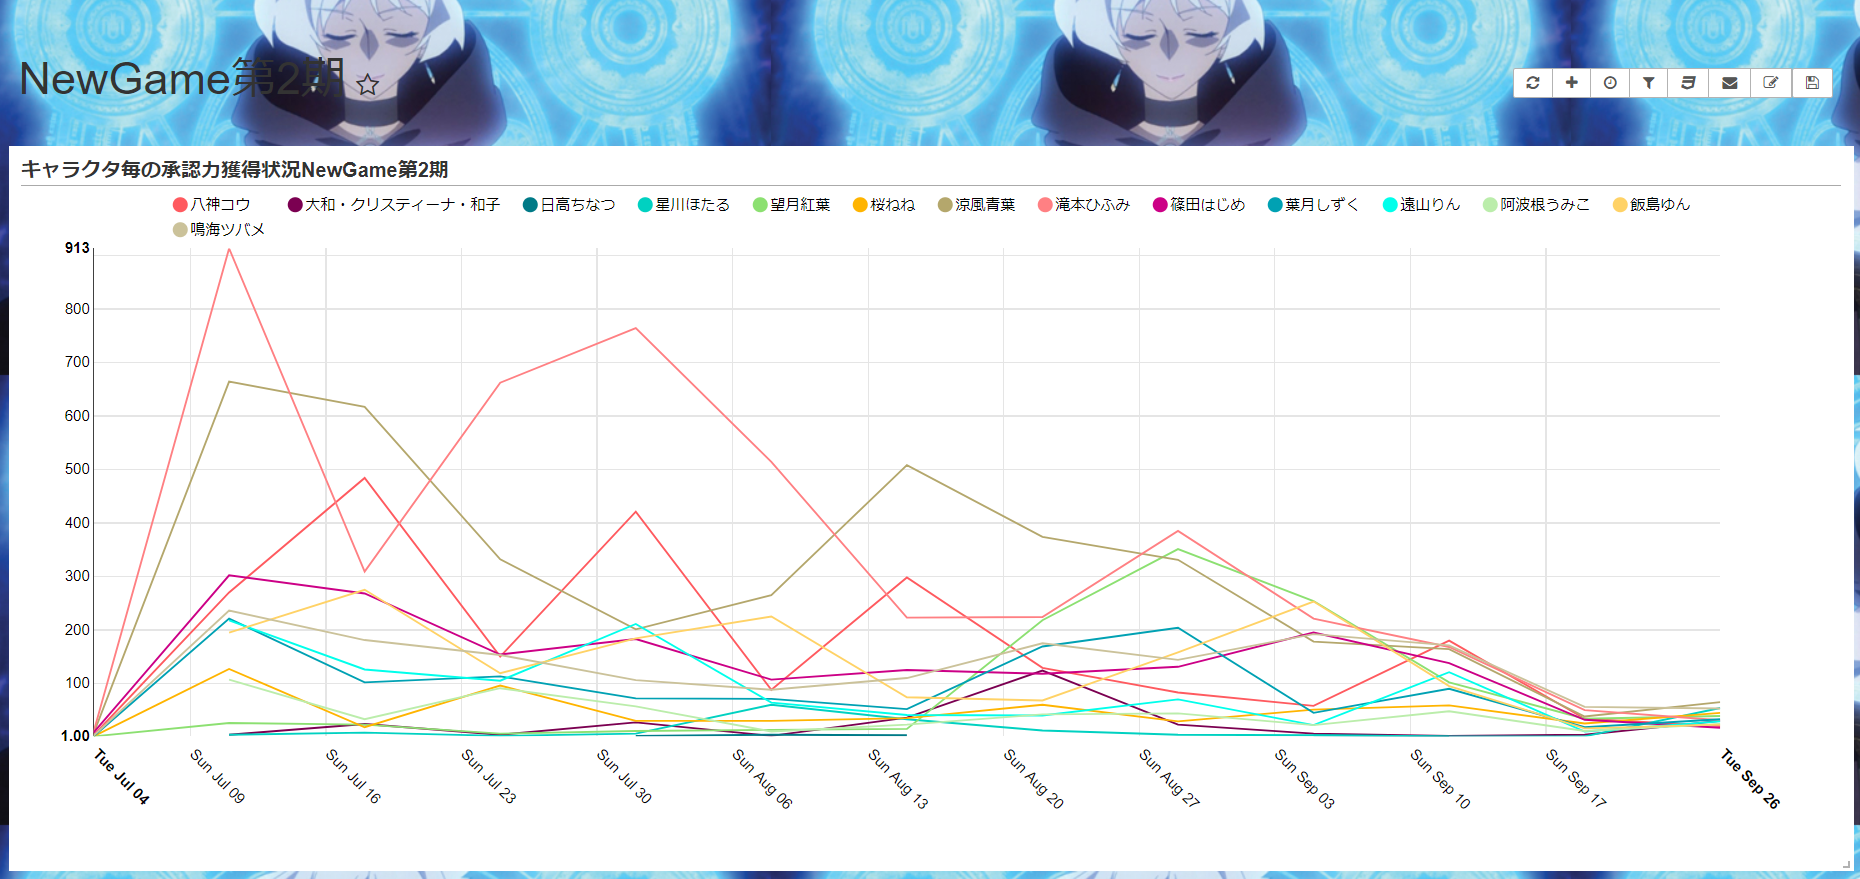 NewGame第2期
キャラクタ毎の承認力獲得状況NewGame第2期
八神コウ 大和・クリスティーナ・和子 日高ちなつ 星川ほたる 望月紅葉 桜ねね 涼風青葉 滝本ひふみ 篠田はじめ 葉月しずく 遠山りん 阿波根うみこ 飯島ゆん
鳴海ツバメ
913
800
700
600
500
400
300
200
100
1.00
Tue Jul 04 Sun Jul 09 Sun Jul 16 Sun Jul 23 Sun Jul 30 Sun Aug 06 Sun Aug 13 Sun Aug 20 Sun Aug 27 Sun Sep 03 Sun Sep 10 Sun Sep 17 Tue Sep 26